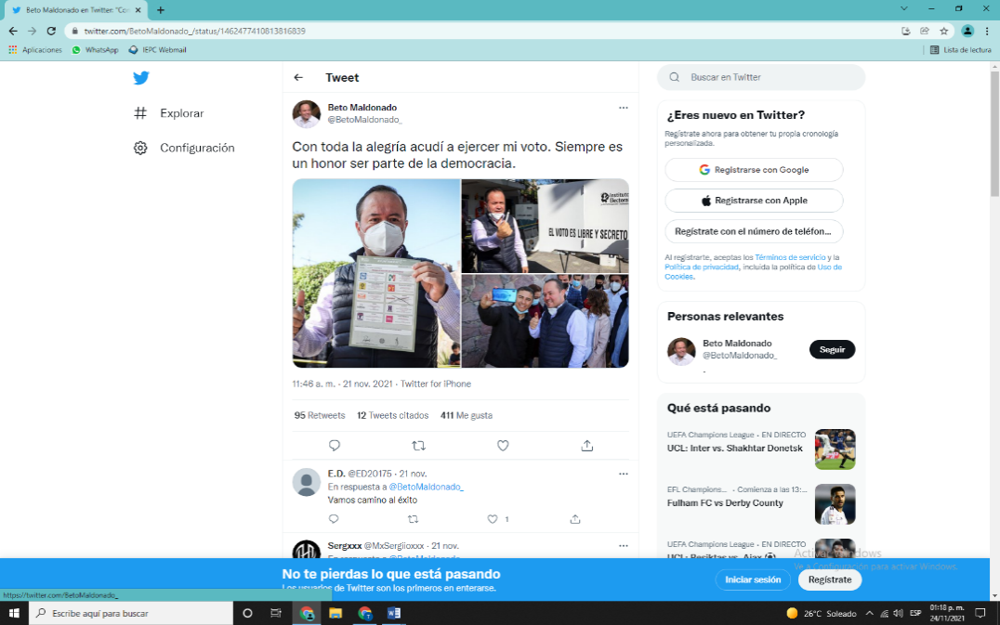 Beto Maldonado en Twitter: "Con
twitter.com/BetoMaldonado_/status/1462477410813816839
Aplicaciones
WhatsApp
IEPC Webmail
Lista de lectura
Explorar
Configuración
Tweet
Beto Maldonado
@BetoMaldonado_
Con toda la alegría acudí a ejercer mi voto. Siempre es
un honor ser parte de la democracia.
Instituto
Electoral
EL VOTO ES LIBRE Y SECRETO
11:46 a. m. · 21 nov. 2021 · Twitter for iPhone
95 Retweets 12 Tweets citados 411 Me gusta
E.D. @ED20175 · 21 nov.
En respuesta a @BetoMaldonado_
Vamos camino al éxito
1
Sergxxx @MxSergiioxxx · 21 nov.
En respuesta a @BetoMaldonado_
Buscar en Twitter
¿Eres nuevo en Twitter?
Regístrate ahora para obtener tu propia cronología
personalizada.
Registrarse con Google
Registrarse con Apple
Regístrate con el número de teléfon...
Al registrarte, aceptas los Términos de servicio y la
Política de privacidad, incluida la política de Uso de
Cookies.
Personas relevantes
Beto Maldonado
@BetoMaldonado_
.
Seguir
Qué está pasando
UEFA Champions League · EN DIRECTO
UCL: Inter vs. Shakhtar Donetsk
EFL Champions... · Comienza a las 13:...
Fulham FC vs Derby County
UEFA Champions League · EN DIRECTO
UCL: Besiktas vs. Ajax
Activar Windows
Ve a Configuración para activar Windows.
No te pierdas lo que está pasando
Los usuarios de Twitter son los primeros en enterarse.
Iniciar sesión
Regístrate
https://twitter.com/BetoMaldonado_
Escribe aquí para buscar
26°C Soleado
ESP
01:18 p. m.
24/11/2021